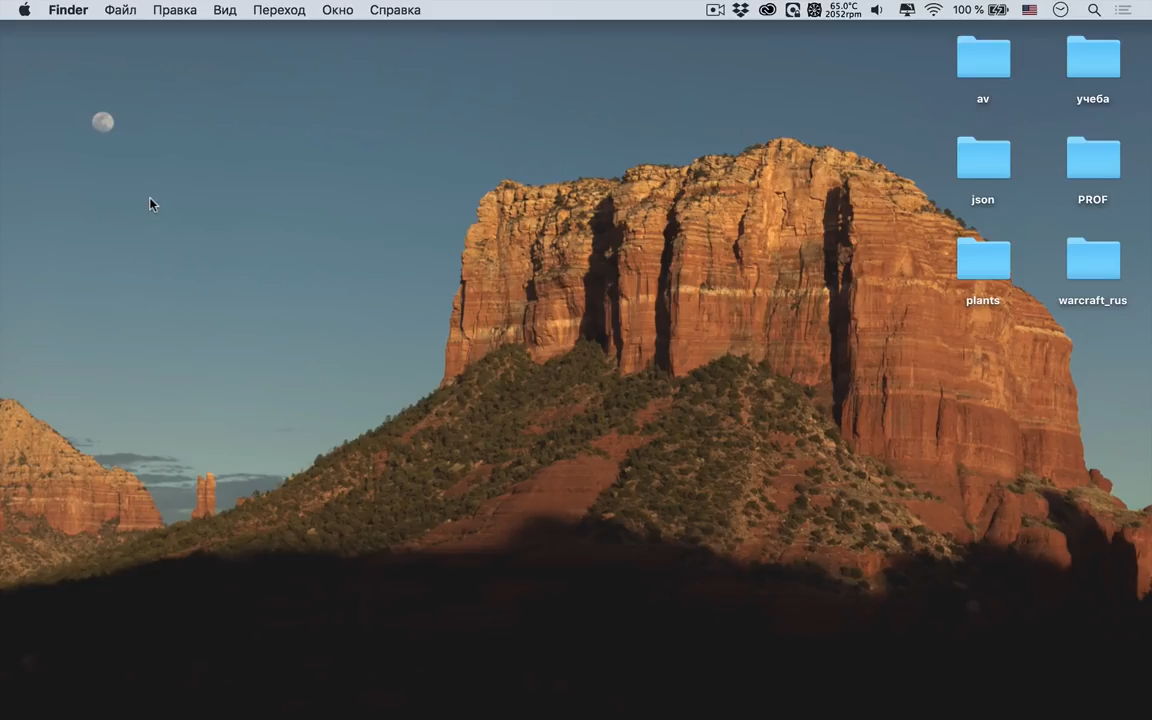 Finder Файл Правка Вид Переход Окно Справка 65.0°C 2052rpm 100 %
av учеба
json PROF
plants warcraft_rus